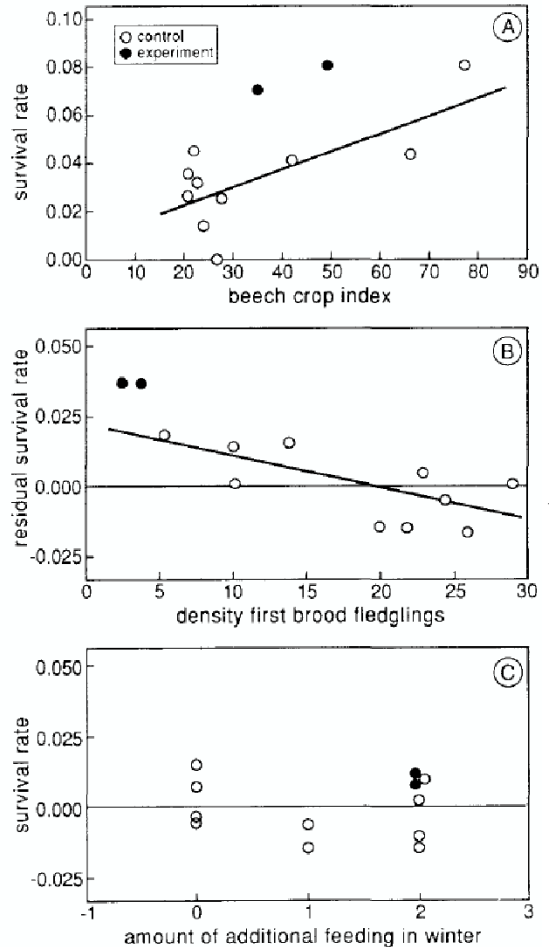 0.10
A
control
experiment
0.08
0.06
0.04
0.02
0.00
survival rate
0 10 20 30 40 50 60 70 80 90
beech crop index
0.050
B
0.025
0.000
-0.025
residual survival rate
0 5 10 15 20 25 30
density first brood fledglings
0.050
C
0.025
0.000
-0.025
survival rate
-1 0 1 2 3
amount of additional feeding in winter